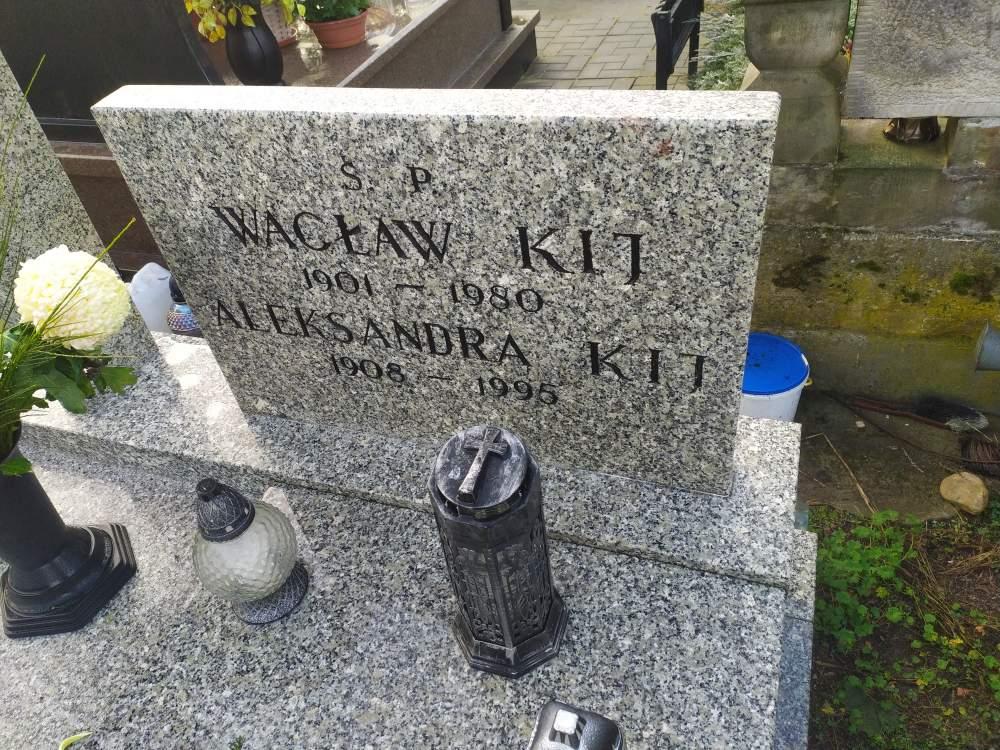 Ś. P.
WACŁAW KIJ
1901 – 1980
ALEKSANDRA KIJ
1908 – 1995